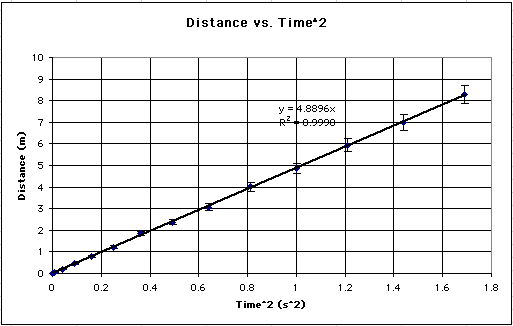 Distance vs. Time^2
Distance (m)
10
9
8
7
6
5
4
3
2
1
0
y = 4.8896x
R² = 0.9990
0 0.2 0.4 0.6 0.8 1 1.2 1.4 1.6 1.8
Time^2 (s^2)